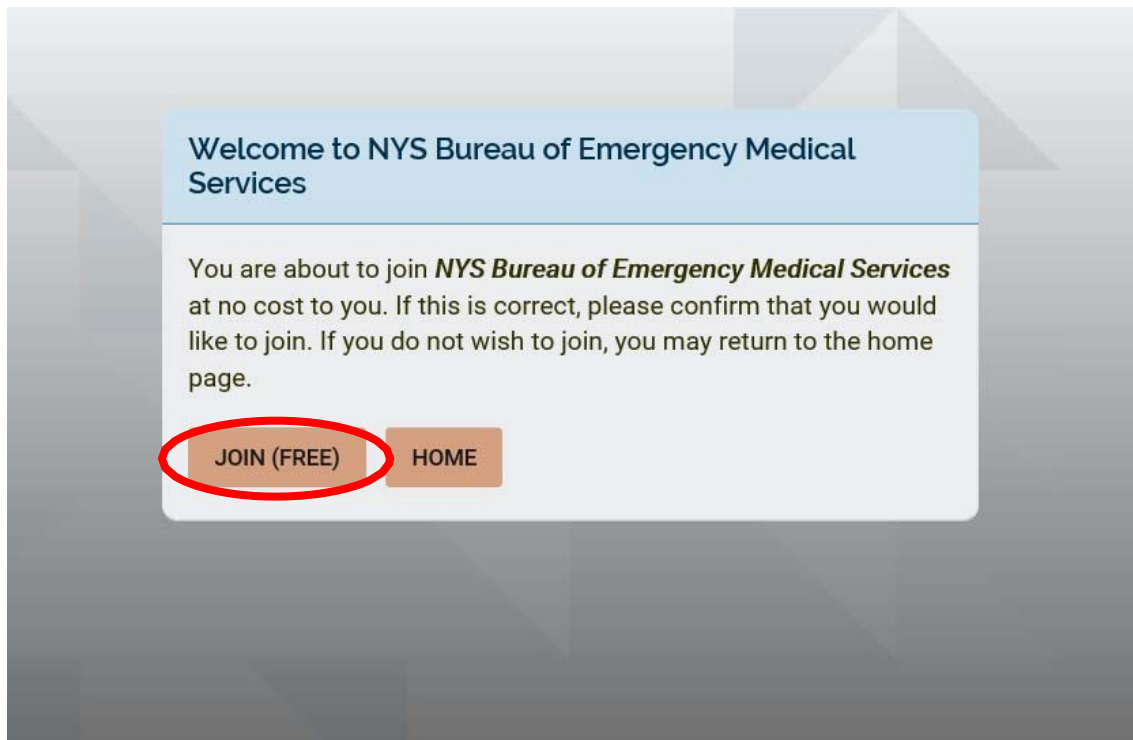 Welcome to NYS Bureau of Emergency Medical
Services
You are about to join NYS Bureau of Emergency Medical Services
at no cost to you. If this is correct, please confirm that you would
like to join. If you do not wish to join, you may return to the home
page.
JOIN (FREE) HOME